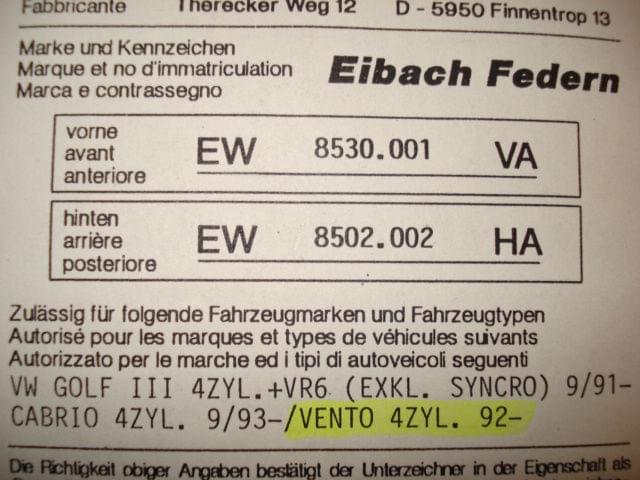 Fabbricante Therecker Weg 12 D - 5950 Finnentrop 13
Marke und Kennzeichen
Marque et no d'immatriculation
Marca e contrassegno
Eibach Federn
vorne
avant
anteriore
EW 8530.001 VA
hinten
arrière
posteriore
EW 8502.002 HA
Zulässig für folgende Fahrzeugmarken und Fahrzeugtypen
Autorisé pour les marques et types de véhicules suivants
Autorizzato per le marche ed i tipi di autoveicoli seguenti
VW GOLF III 4ZYL.+VR6 (EXKL. SYNCRO) 9/91-
CABRIO 4ZYL. 9/93-/VENTO 4ZYL. 92-
Die Richtigkeit obiger Angaben bestätigt der Unterzeichner in der Eigenschaft als